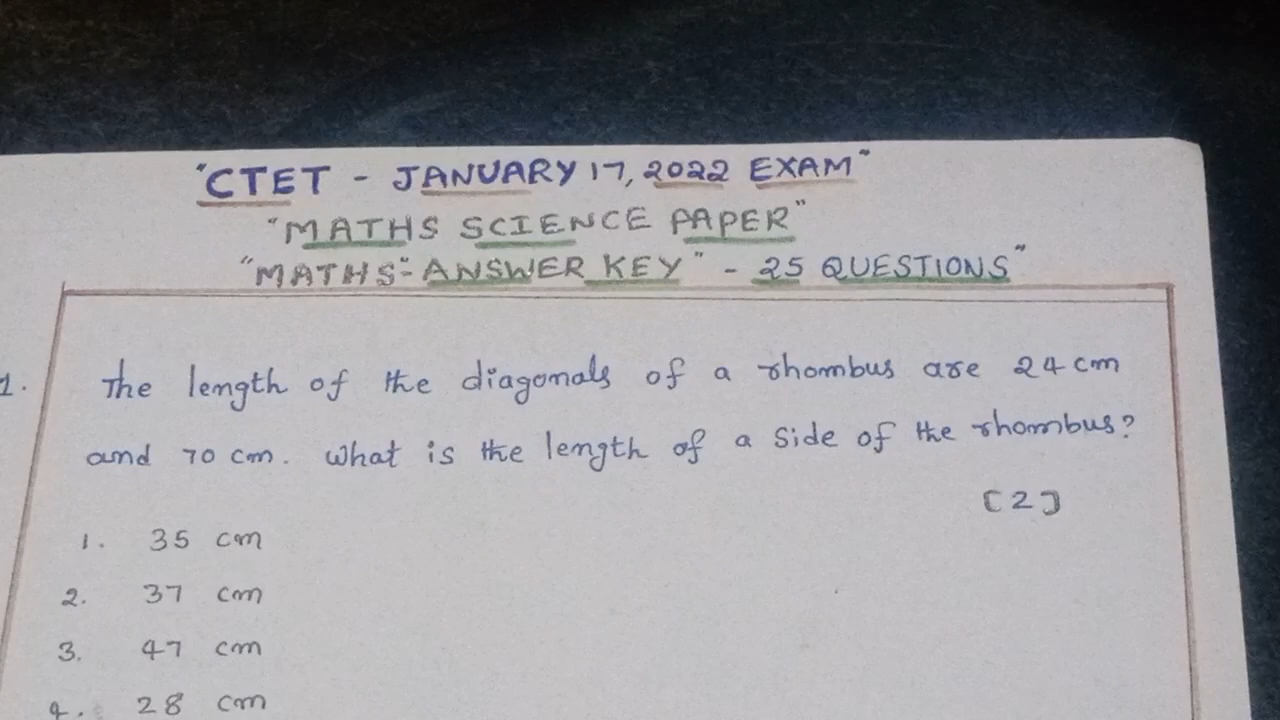 "CTET - JANUARY 17, 2022 EXAM"
"MATHS SCIENCE PAPER"
"MATHS"- ANSWER KEY" - 25 QUESTIONS"
1. The length of the diagonals of a rhombus are 24 cm
and 70 cm. What is the length of a side of the rhombus?
[2]
1. 35 cm
2. 37 cm
3. 47 cm
4. 28 cm